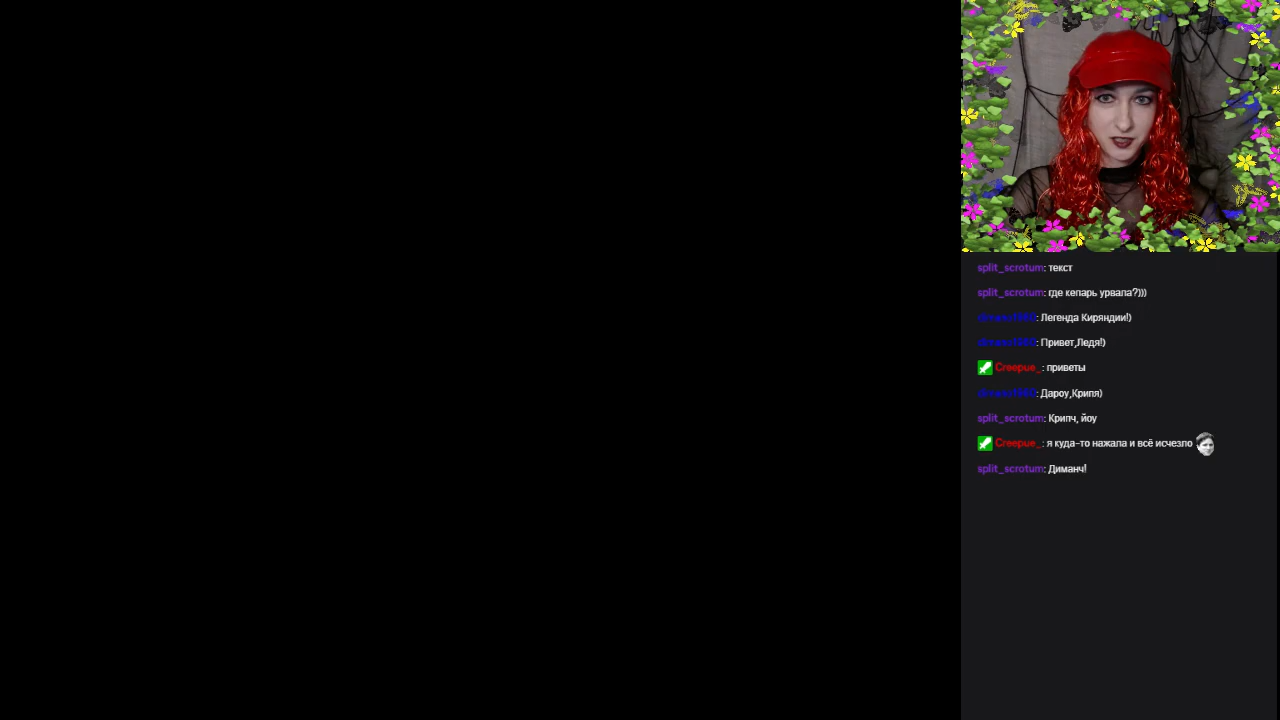 split_scrotum: текст
split_scrotum: где кепарь урвала?)))
: Легенда Киряндии!)
: Привет,Ледя!)
Creepue_: приветы
: Дароу,Крипя)
split_scrotum: Крипч, йоу
Creepue_: я куда-то нажала и всё исчезло
split_scrotum: Диманч!